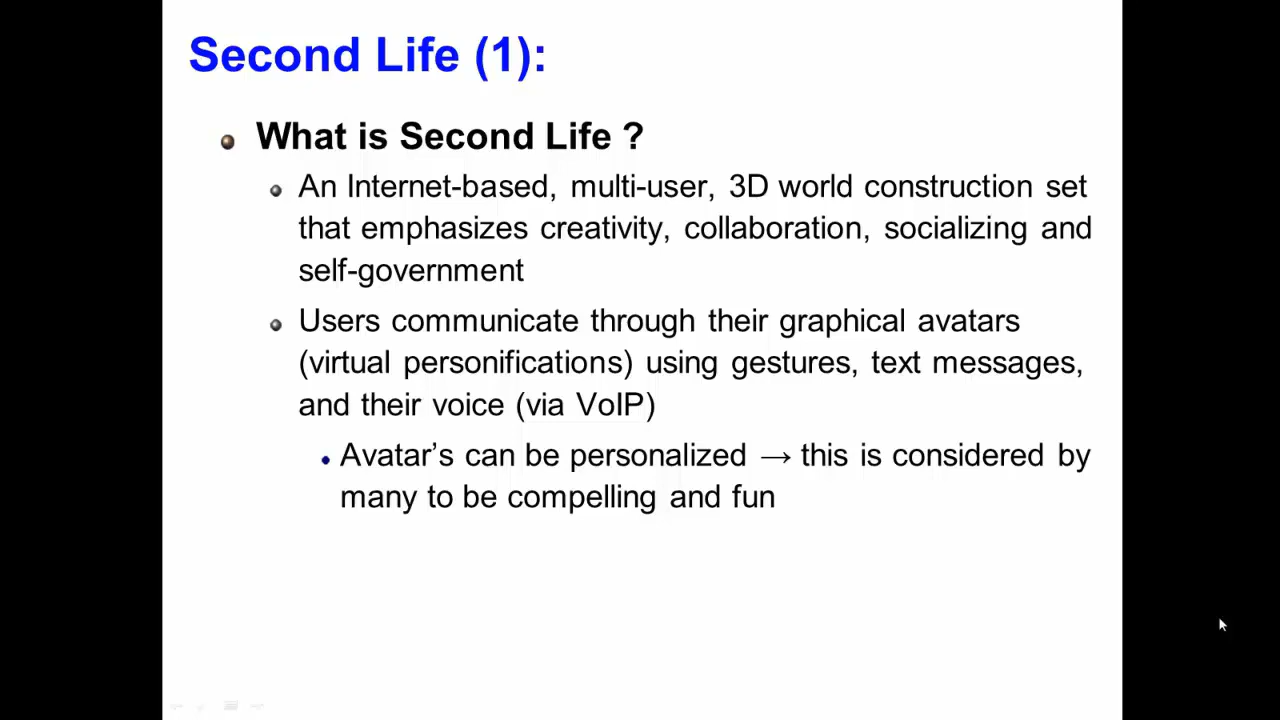 Second Life (1):
What is Second Life ?
An Internet-based, multi-user, 3D world construction set
that emphasizes creativity, collaboration, socializing and
self-government
Users communicate through their graphical avatars
(virtual personifications) using gestures, text messages,
and their voice (via VoIP)
Avatar’s can be personalized → this is considered by
many to be compelling and fun